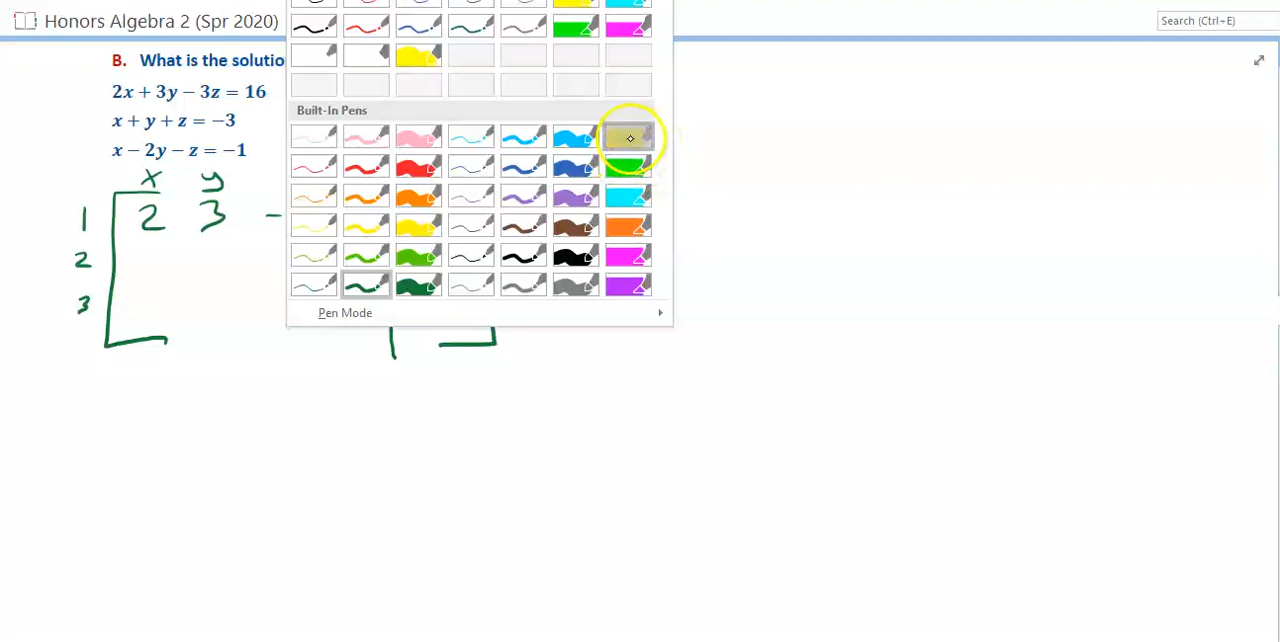 Honors Algebra 2 (Spr 2020)
Search (Ctrl+E)
B. What is the solutio
2x + 3y − 3z = 16
x + y + z = −3
x − 2y − z = −1
x y
1 2 3 -
2
3
Built-In Pens
Pen Mode